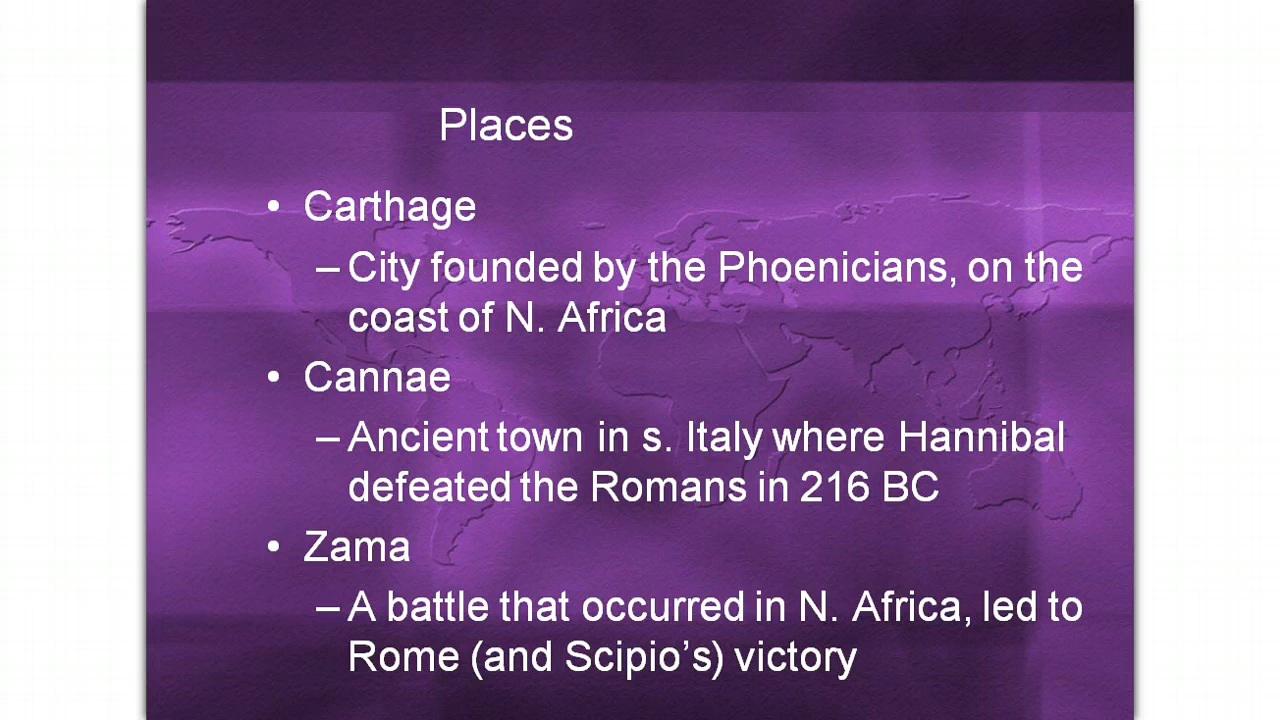 Places
• Carthage
– City founded by the Phoenicians, on the
coast of N. Africa
• Cannae
– Ancient town in s. Italy where Hannibal
defeated the Romans in 216 BC
• Zama
– A battle that occurred in N. Africa, led to
Rome (and Scipio’s) victory